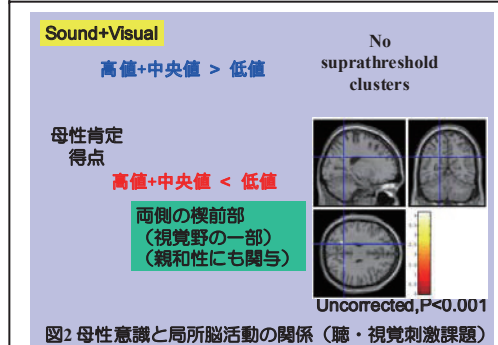 Sound+Visual
高値+中央値 > 低値
No
suprathreshold
clusters
母性肯定
得点
高値+中央値 < 低値
両側の楔前部
（視覚野の一部）
（親和性にも関与）
Uncorrected,P<0.001
図2 母性意識と局所脳活動の関係（聴・視覚刺激課題）